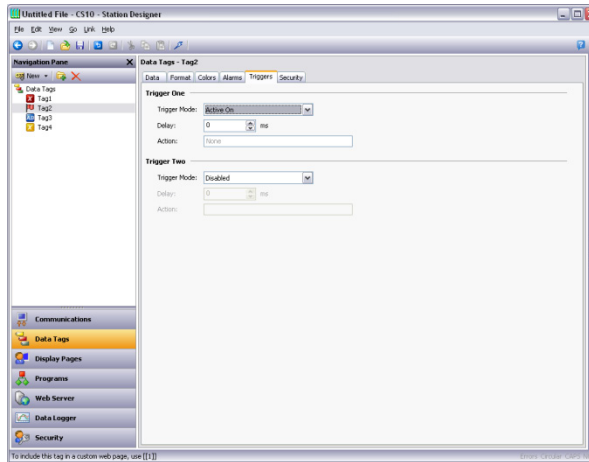 Untitled File - CS10 - Station Designer
File Edit View Go Link Help
Navigation Pane X
New
Data Tags
Tag1
Tag2
Tag3
Tag4
Communications
Data Tags
Display Pages
Programs
Web Server
Data Logger
Security
Data Tags - Tag2
Data Format Colors Alarms Triggers Security
Trigger One
Trigger Mode: Active On
Delay: 0 ms
Action: None
Trigger Two
Trigger Mode: Disabled
Delay: 0 ms
Action:
To include this tag in a custom web page, use [[1]]
Errors Circular CAPS